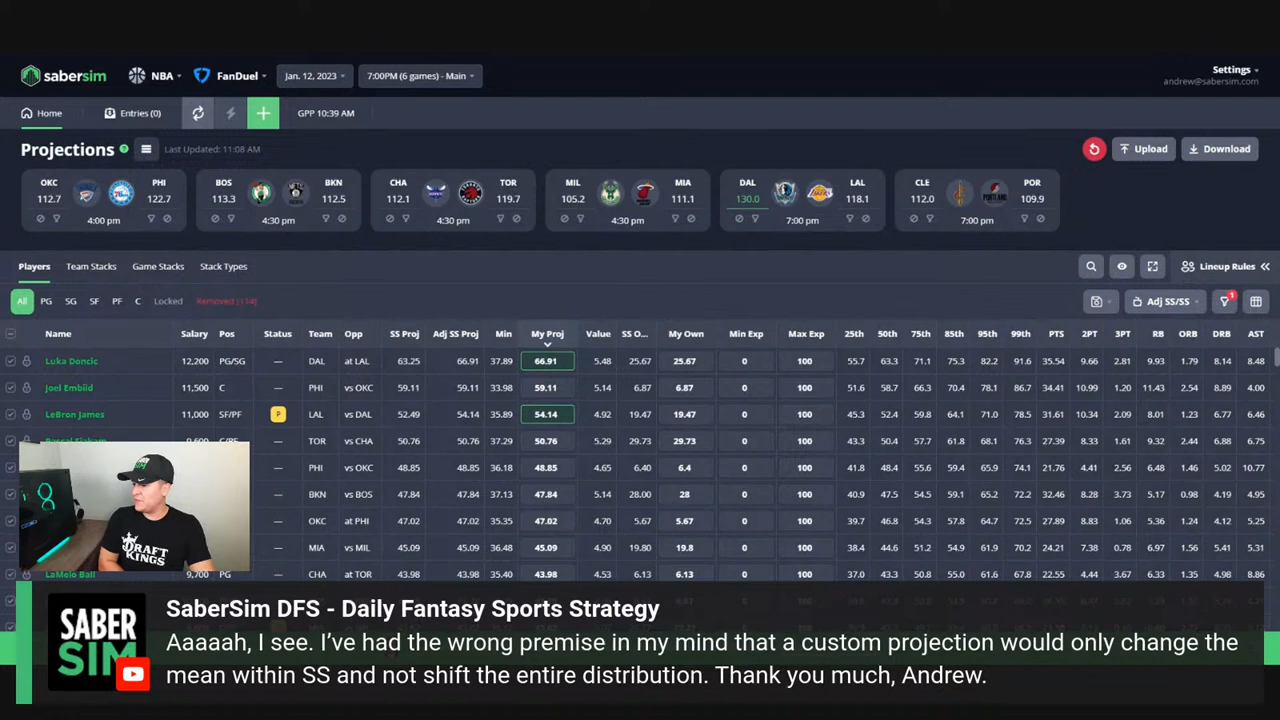 sabersim NBA FanDuel Jan. 12, 2023 7:00PM (6 games) - Main Settings
andrew@sabersim.com
Home Entries (0) GPP 10:39 AM
Projections Last Updated: 11:08 AM Upload Download
OKC PHI BOS BKN CHA TOR MIL MIA DAL LAL CLE POR
112.7 122.7 113.3 112.5 112.1 119.7 105.2 111.1 130.0 118.1 112.0 109.9
4:00 pm 4:30 pm 4:30 pm 4:30 pm 7:00 pm 7:00 pm
Players Team Stacks Game Stacks Stack Types Lineup Rules
All PG SG SF PF C Locked Removed (114) Adj SS/SS 1
Name Salary Pos Status Team Opp SS Proj Adj SS Proj Min My Proj Value SS O... My Own Min Exp Max Exp 25th 50th 75th 85th 95th 99th PTS 2PT 3PT RB ORB DRB AST
Luka Doncic 12,200 PG/SG — DAL at LAL 63.25 66.91 37.89 66.91 5.48 25.67 25.67 0 100 55.7 63.3 71.1 75.3 82.2 91.6 35.54 9.66 2.81 9.93 1.79 8.14 8.48
Joel Embiid 11,500 C — PHI vs OKC 59.11 59.11 33.98 59.11 5.14 6.87 6.87 0 100 51.6 58.7 66.3 70.4 78.1 86.7 34.41 10.99 1.20 11.43 2.54 8.89 4.00
LeBron James 11,000 SF/PF P LAL vs DAL 52.49 54.14 35.89 54.14 4.92 19.47 19.47 0 100 45.3 52.4 59.8 64.1 71.0 78.5 31.61 10.34 2.09 8.01 1.23 6.77 6.46
Pascal Siakam 9,600 C/PF — TOR vs CHA 50.76 50.76 37.29 50.76 5.29 29.73 29.73 0 100 43.3 50.4 57.7 61.8 68.1 76.3 27.39 8.83 1.61 9.32 2.44 6.88 6.75
PHI vs OKC 48.85 48.85 36.18 48.85 4.65 6.40 6.4 0 100 41.8 48.4 55.4 59.2 65.9 74.1 21.76 4.41 2.56 6.48 1.46 5.02 10.77
— BKN vs BOS 47.84 47.84 37.13 47.84 5.14 28.00 28 0 100 40.9 47.5 54.5 59.1 65.2 72.2 32.46 8.28 3.73 5.17 0.98 4.19 4.95
— OKC at PHI 47.02 47.02 35.35 47.02 4.70 5.67 5.67 0 100 39.7 46.8 54.3 57.8 64.7 72.5 27.89 8.83 1.06 5.36 1.24 4.12 5.25
— MIA vs MIL 45.09 45.09 36.48 45.09 4.90 19.80 19.8 0 100 38.4 44.6 51.2 54.9 61.9 70.2 24.21 7.38 0.78 6.97 1.56 5.41 5.31
LaMelo Ball 9,700 PG — CHA at TOR 43.98 43.98 35.40 43.98 4.53 6.13 6.13 0 100 37.0 43.3 50.8 55.0 61.6 67.8 22.55 4.44 3.67 6.33 1.35 4.98 8.86
8
DRAFT
KINGS
SABER
SIM
SaberSim DFS - Daily Fantasy Sports Strategy
Aaaaah, I see. I’ve had the wrong premise in my mind that a custom projection would only change the
mean within SS and not shift the entire distribution. Thank you much, Andrew.